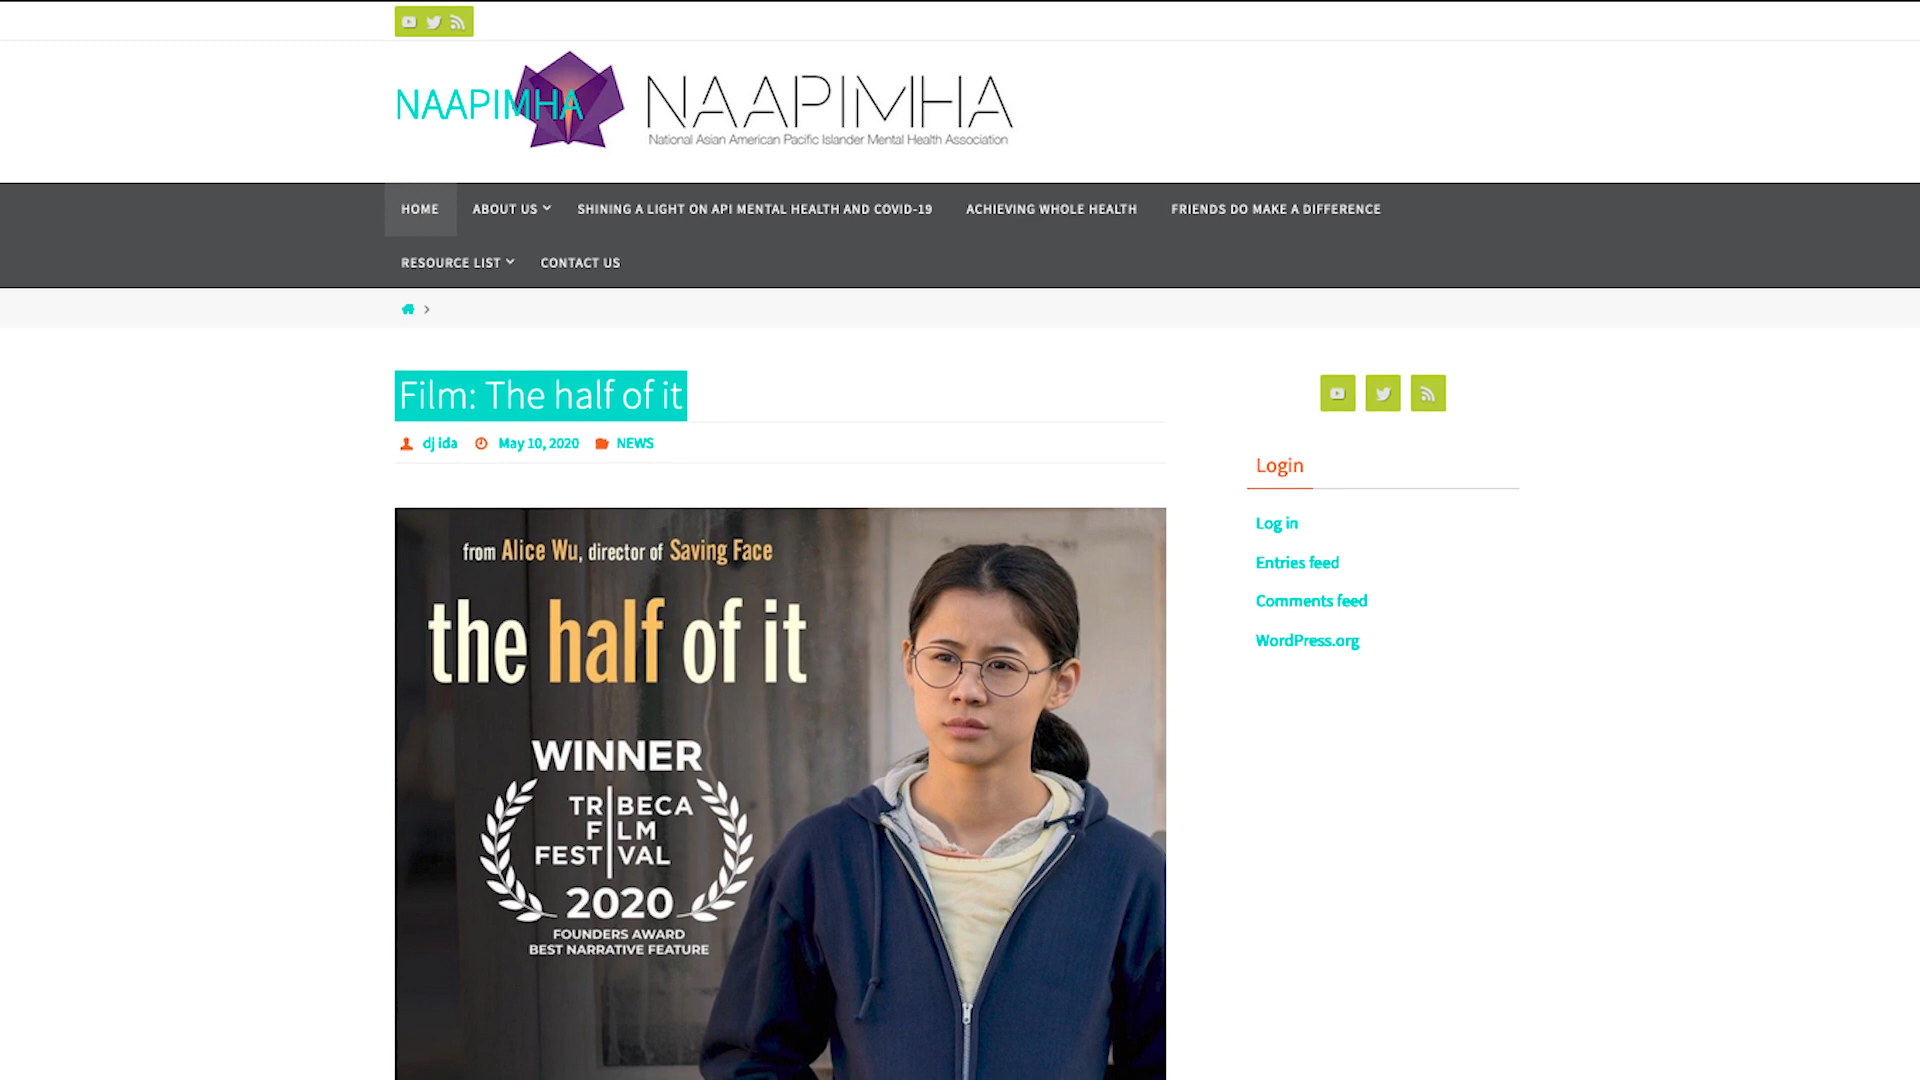 NAAPIMHA
NAAPIMHA
National Asian American Pacific Islander Mental Health Association
HOME ABOUT US SHINING A LIGHT ON API MENTAL HEALTH AND COVID-19 ACHIEVING WHOLE HEALTH FRIENDS DO MAKE A DIFFERENCE
RESOURCE LIST CONTACT US
Film: The half of it
dj ida May 10, 2020 NEWS
from Alice Wu, director of Saving Face
the half of it
WINNER
TRIBECA
FILM
FESTIVAL
2020
FOUNDERS AWARD
BEST NARRATIVE FEATURE
Login
Log in
Entries feed
Comments feed
WordPress.org